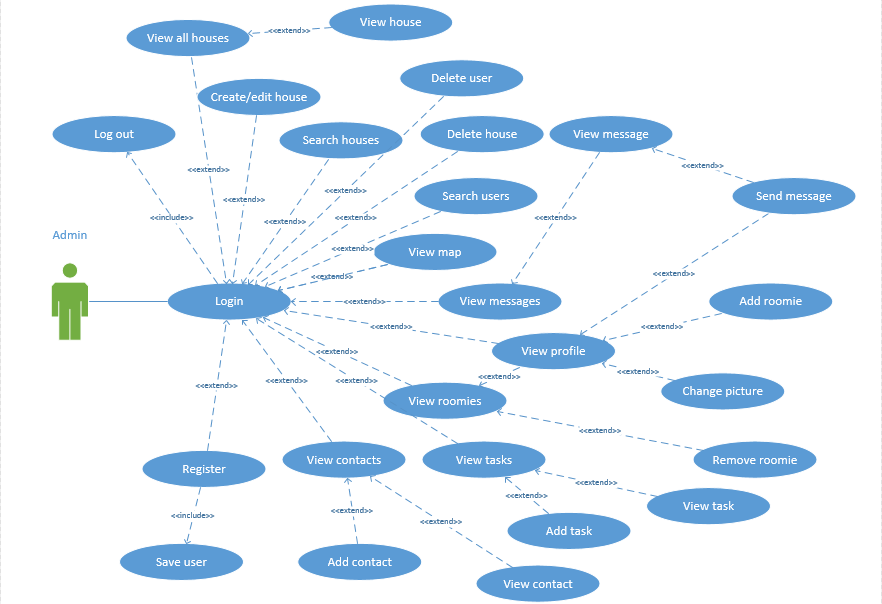 View house
<<extend>>
View all houses
Delete user
Create/edit house
Log out
Search houses
Delete house
View message
<<extend>>
<<extend>>
<<extend>>
Search users
Send message
<<extend>>
<<include>>
<<extend>>
<<extend>>
<<extend>>
Admin
<<extend>>
View map
<<extend>>
<<extend>>
Login
<<extend>>
View messages
Add roomie
<<extend>>
<<extend>>
View profile
<<extend>>
<<extend>>
<<extend>>
<<extend>>
<<extend>>
<<extend>>
Change picture
View roomies
<<extend>>
View contacts
View tasks
Remove roomie
Register
<<extend>>
<<extend>>
View task
<<extend>>
<<include>>
<<extend>>
Add task
Save user
Add contact
View contact